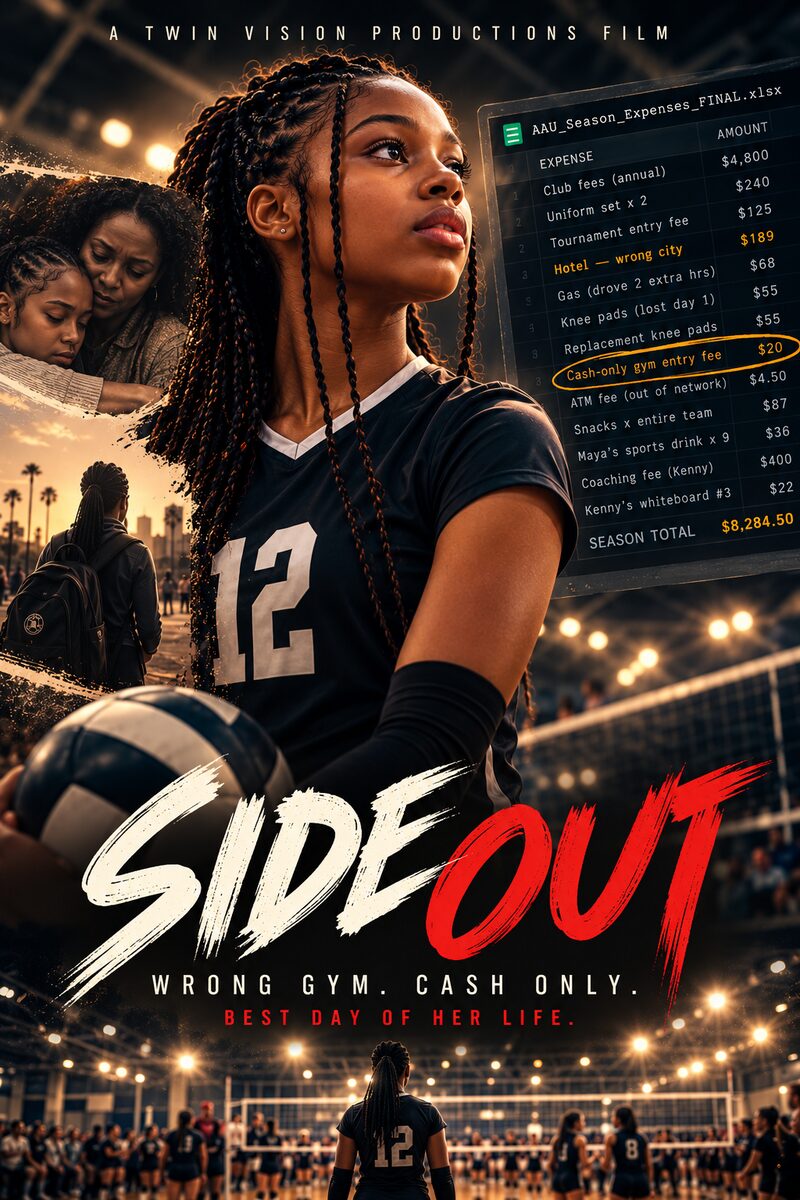 A TWIN VISION PRODUCTIONS FILM
AAU_Season_Expenses_FINAL.xlsx
EXPENSE AMOUNT
Club fees (annual) $4,800
Uniform set x 2 $240
Tournament entry fee $125
Hotel — wrong city $189
Gas (drove 2 extra hrs) $68
Knee pads (lost day 1) $55
Replacement knee pads $55
Cash-only gym entry fee $20
ATM fee (out of network) $4.50
Snacks x entire team $87
Maya's sports drink x 9 $36
Coaching fee (Kenny) $400
Kenny's whiteboard #3 $22
SEASON TOTAL $8,284.50
12
SIDEOUT
WRONG GYM. CASH ONLY.
BEST DAY OF HER LIFE.
12
8